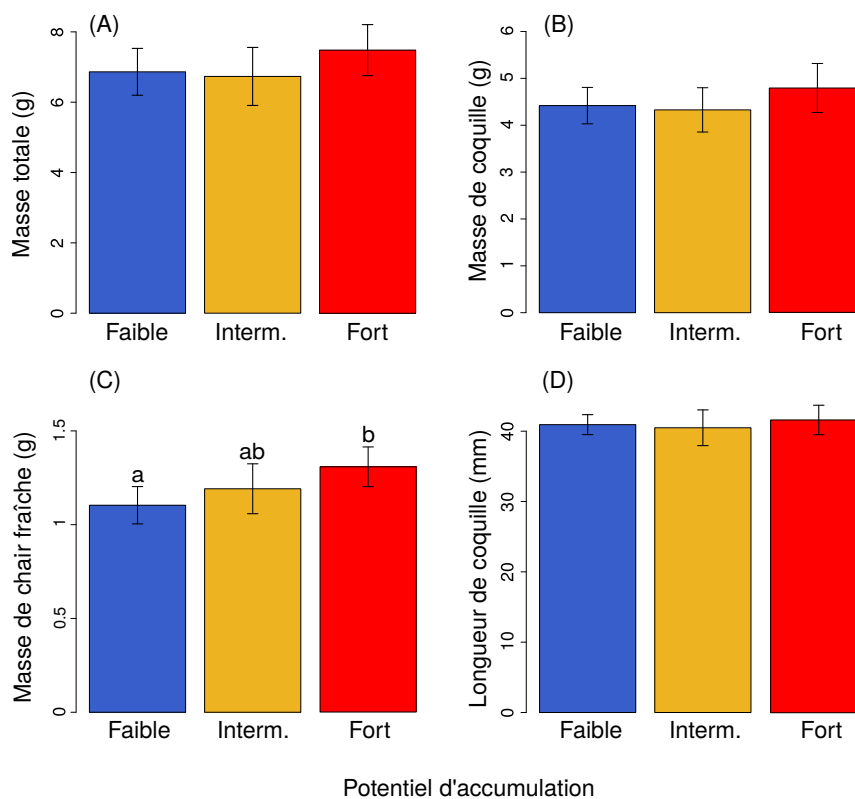 (A)
Masse totale (g)
8
6
4
2
0
Faible Interm. Fort
(B)
Masse de coquille (g)
6
5
4
3
2
1
0
Faible Interm. Fort
(C)
Masse de chair fraîche (g)
1.5
1
0.5
0
a ab b
Faible Interm. Fort
(D)
Longueur de coquille (mm)
40
30
20
10
0
Faible Interm. Fort
Potentiel d'accumulation